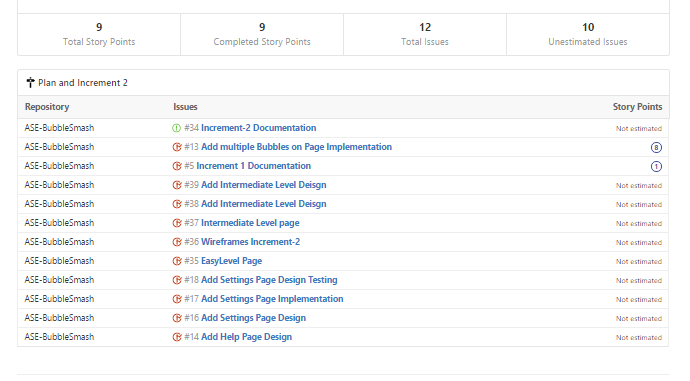 9 9 12 10
Total Story Points Completed Story Points Total Issues Unestimated Issues
Plan and Increment 2
Repository Issues Story Points
ASE-BubbleSmash #34 Increment-2 Documentation Not estimated
ASE-BubbleSmash #13 Add multiple Bubbles on Page Implementation 8
ASE-BubbleSmash #5 Increment 1 Documentation 1
ASE-BubbleSmash #39 Add Intermediate Level Deisgn Not estimated
ASE-BubbleSmash #38 Add Intermediate Level Deisgn Not estimated
ASE-BubbleSmash #37 Intermediate Level page Not estimated
ASE-BubbleSmash #36 Wireframes Increment-2 Not estimated
ASE-BubbleSmash #35 EasyLevel Page Not estimated
ASE-BubbleSmash #18 Add Settings Page Design Testing Not estimated
ASE-BubbleSmash #17 Add Settings Page Implementation Not estimated
ASE-BubbleSmash #16 Add Settings Page Design Not estimated
ASE-BubbleSmash #14 Add Help Page Design Not estimated